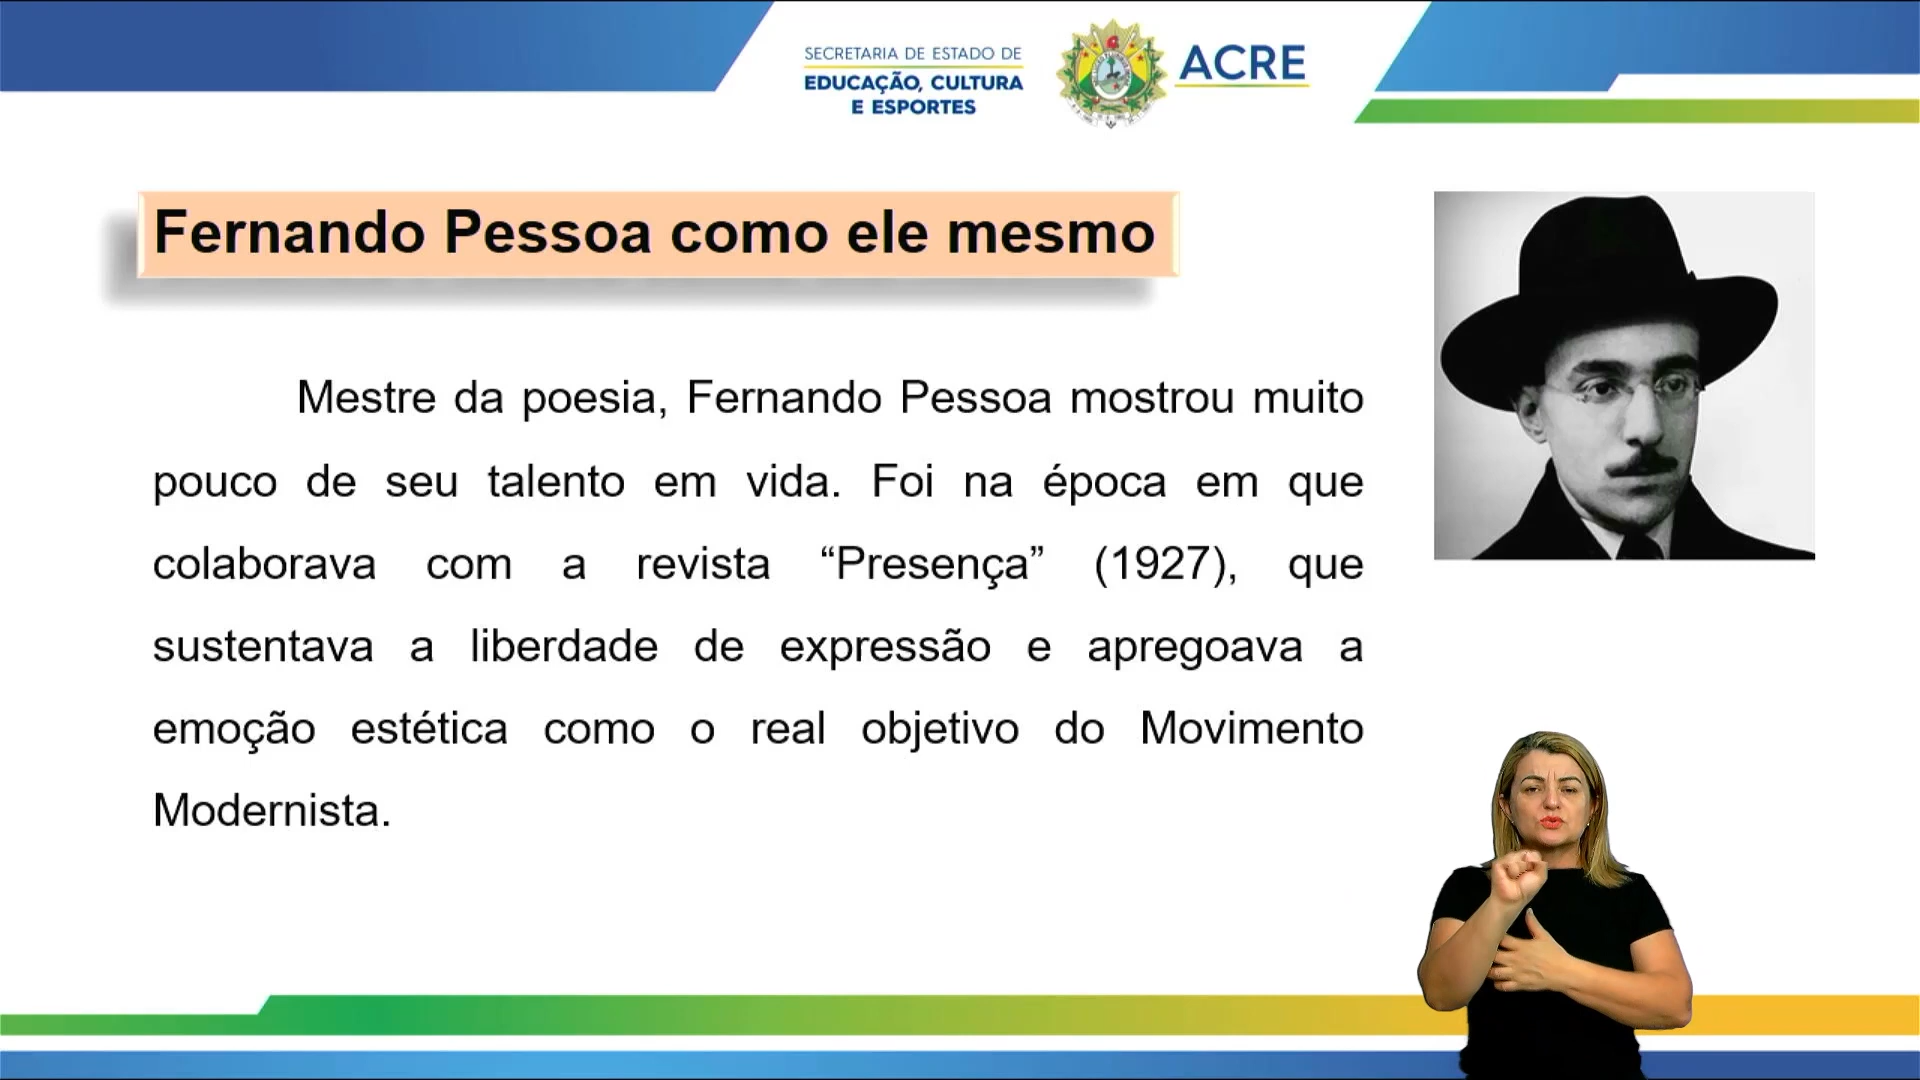 SECRETARIA DE ESTADO DE
EDUCAÇÃO, CULTURA
E ESPORTES
ACRE
Fernando Pessoa como ele mesmo
Mestre da poesia, Fernando Pessoa mostrou muito
pouco de seu talento em vida. Foi na época em que
colaborava com a revista “Presença” (1927), que
sustentava a liberdade de expressão e apregoava a
emoção estética como o real objetivo do Movimento
Modernista.